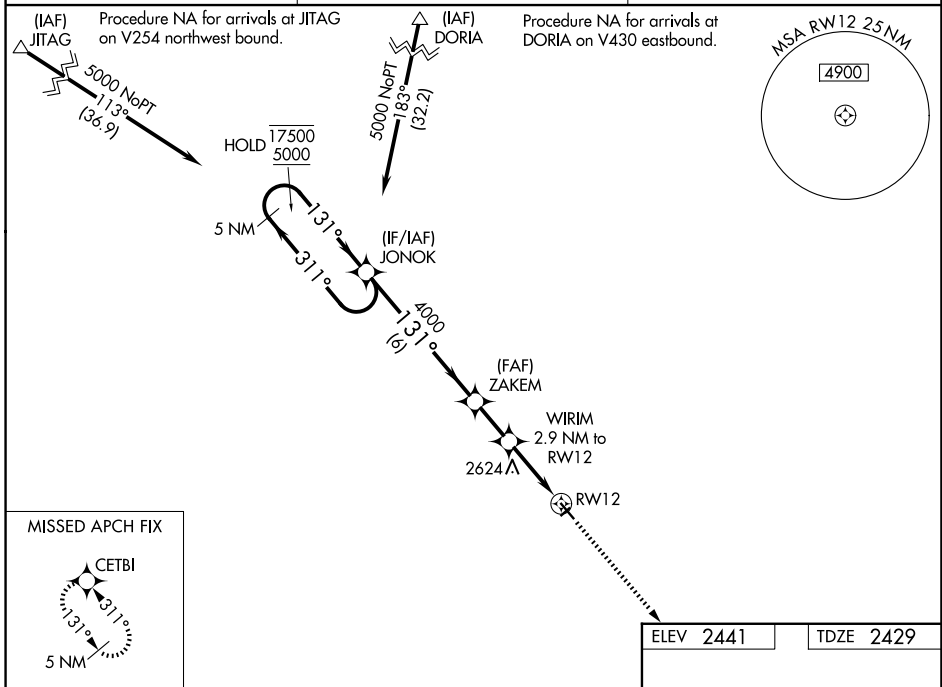 (IAF)
JITAG
Procedure NA for arrivals at JITAG
on V254 northwest bound.
(IAF)
DORIA
Procedure NA for arrivals at
DORIA on V430 eastbound.
MSA RW12 25 NM
4900
5000 NoPT
113°
(36.9)
5000 NoPT
183°
(32.2)
HOLD 17500
5000
5 NM
131°
311°
(IF/IAF)
JONOK
4000
131°
(6)
(FAF)
ZAKEM
WIRIM
2.9 NM to
RW12
2624
RW12
MISSED APCH FIX
CETBI
311°
131°
5 NM
ELEV 2441
TDZE 2429